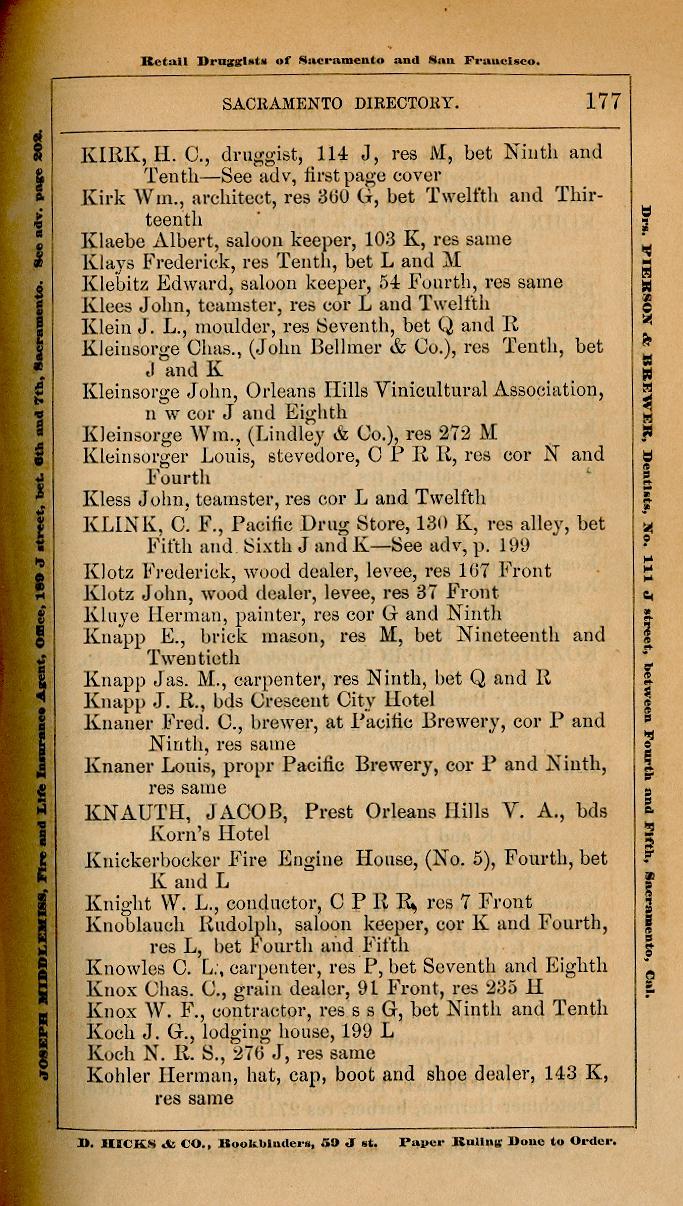 Retail Druggists of Sacramento and San Francisco.
SACRAMENTO DIRECTORY. 177
KIRK, H. C., druggist, 114 J, res M, bet Ninth and
Tenth—See adv, first page cover
Kirk Wm., architect, res 360 G, bet Twelfth and Thir-
teenth
Klaebe Albert, saloon keeper, 103 K, res same
Klays Frederick, res Tenth, bet L and M
Klebitz Edward, saloon keeper, 54 Fourth, res same
Klees John, teamster, res cor L and Twelfth
Klein J. L., moulder, res Seventh, bet Q and R
Kleinsorge Chas., (John Bellmer & Co.), res Tenth, bet
J and K
Kleinsorge John, Orleans Hills Vinicultural Association,
n w cor J and Eighth
Kleinsorge Wm., (Lindley & Co.), res 272 M
Kleinsorger Louis, stevedore, C P R R, res cor N and
Fourth
Kless John, teamster, res cor L and Twelfth
KLINK, C. F., Pacific Drug Store, 130 K, res alley, bet
Fifth and Sixth J and K—See adv, p. 199
Klotz Frederick, wood dealer, levee, res 167 Front
Klotz John, wood dealer, levee, res 37 Front
Kluye Herman, painter, res cor G and Ninth
Knapp E., brick mason, res M, bet Nineteenth and
Twentieth
Knapp Jas. M., carpenter, res Ninth, bet Q and R
Knapp J. R., bds Crescent City Hotel
Knaner Fred. C., brewer, at Pacific Brewery, cor P and
Ninth, res same
Knaner Louis, propr Pacific Brewery, cor P and Ninth,
res same
KNAUTH, JACOB, Prest Orleans Hills V. A., bds
Korn's Hotel
Knickerbocker Fire Engine House, (No. 5), Fourth, bet
K and L
Knight W. L., conductor, C P R R, res 7 Front
Knoblauch Rudolph, saloon keeper, cor K and Fourth,
res L, bet Fourth and Fifth
Knowles C. L., carpenter, res P, bet Seventh and Eighth
Knox Chas. C., grain dealer, 91 Front, res 235 H
Knox W. F., contractor, res s s G, bet Ninth and Tenth
Koch J. G., lodging house, 199 L
Koch N. R. S., 276 J, res same
Kohler Herman, hat, cap, boot and shoe dealer, 143 K,
res same
D. HICKS & CO., Bookbinders, 59 J st. Paper Ruling Done to Order.
JOSEPH MIDDLEMISS, Fire and Life Insurance Agent, Office, 189 J street, bet. 6th and 7th, Sacramento. See adv. page 202.
Drs. PIERSON & BREWER, Dentists, No. 111 J street, between Fourth and Fifth, Sacramento, Cal.